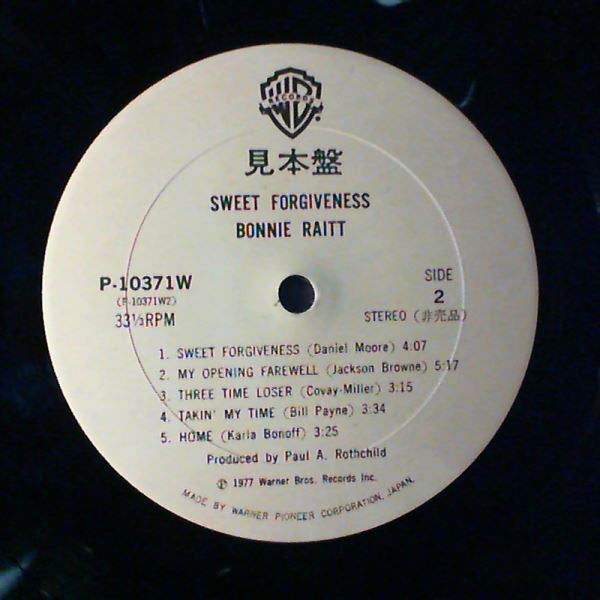 RECORDS
WB
見本盤
SWEET FORGIVENESS
BONNIE RAITT
P-10371W
(P-10371W2)
33⅓RPM
SIDE
2
STEREO (非売品)
1. SWEET FORGIVENESS (Daniel Moore) 4:07
2. MY OPENING FAREWELL (Jackson Browne) 5:17
3. THREE TIME LOSER (Covay-Miller) 3:15
4. TAKIN' MY TIME (Bill Payne) 3:34
5. HOME (Karla Bonoff) 3:25
Produced by Paul A. Rothchild
℗ 1977 Warner Bros. Records Inc.
MADE BY WARNER PIONEER CORPORATION, JAPAN.